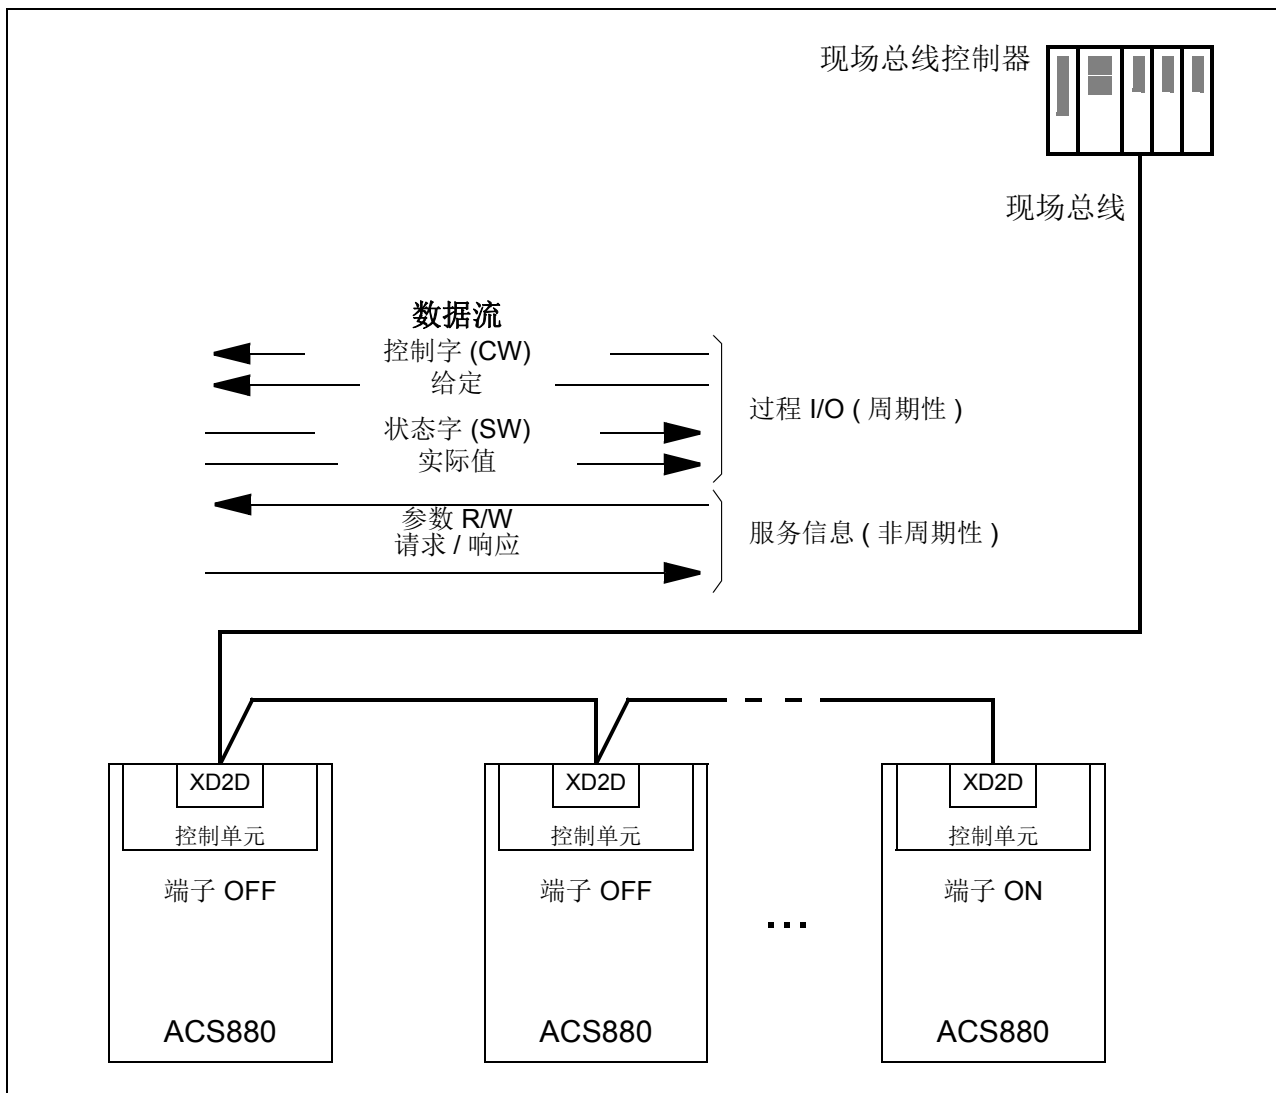 现场总线控制器
现场总线
数据流
控制字 (CW)
给定
过程 I/O ( 周期性 )
状态字 (SW)
实际值
参数 R/W
请求 / 响应
服务信息 ( 非周期性 )
XD2D
XD2D
XD2D
控制单元
控制单元
控制单元
端子 OFF
端子 OFF
端子 ON
...
ACS880
ACS880
ACS880